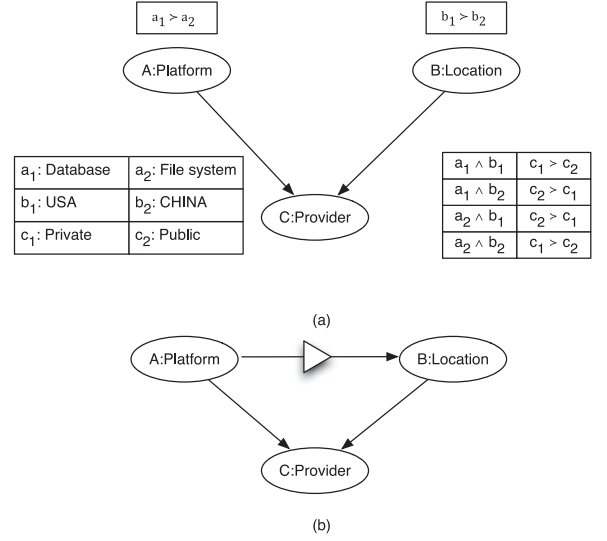 a₁ ≻ a₂ b₁ ≻ b₂
A:Platform B:Location
a₁: Database a₂: File system
b₁: USA b₂: CHINA
c₁: Private c₂: Public
C:Provider
a₁ ∧ b₁ c₁ ≻ c₂
a₁ ∧ b₂ c₂ ≻ c₁
a₂ ∧ b₁ c₂ ≻ c₁
a₂ ∧ b₂ c₁ ≻ c₂
(a)
A:Platform B:Location
C:Provider
(b)